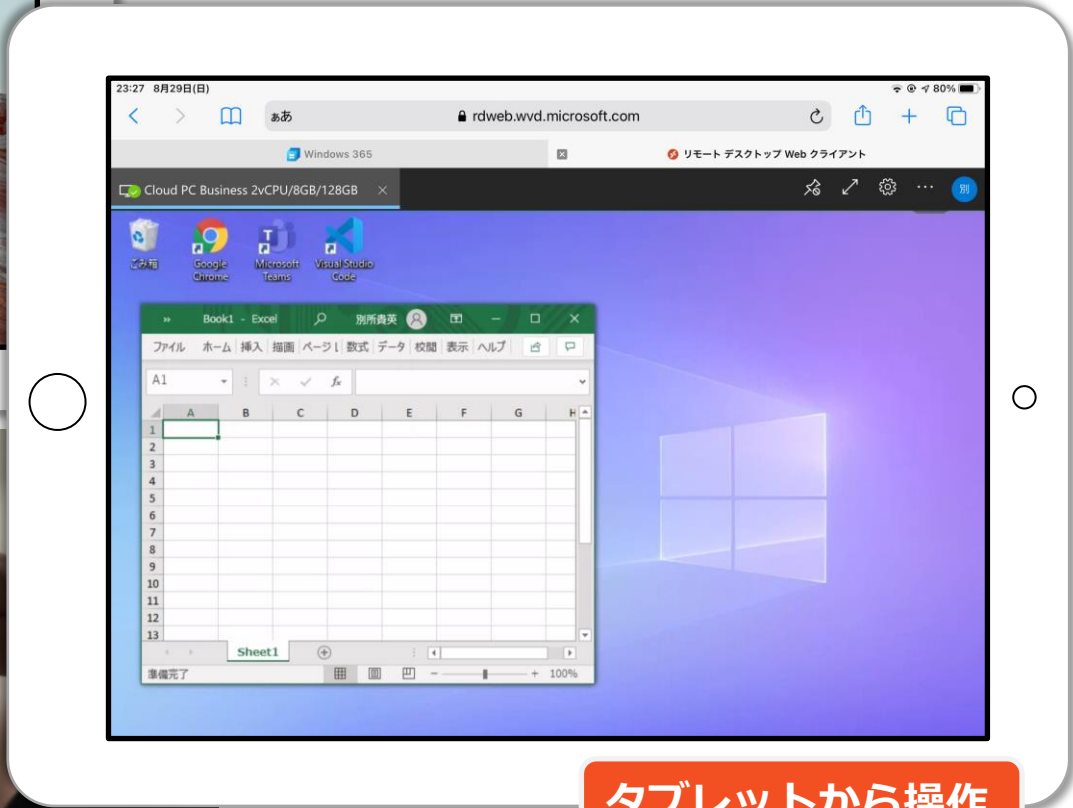 23:27 8月29日(日)
80%
ああ
rdweb.wvd.microsoft.com
Windows 365
リモート デスクトップ Web クライアント
Cloud PC Business 2vCPU/8GB/128GB
別
ごみ箱
Google Chrome
Microsoft Teams
Visual Studio Code
Book1 - Excel
別所貴英
ファイル ホーム 挿入 描画 ページ 数式 データ 校閲 表示 ヘルプ
A1
fx
A B C D E F G H
1
2
3
4
5
6
7
8
9
10
11
12
13
Sheet1
準備完了
100%
タブレットから操作